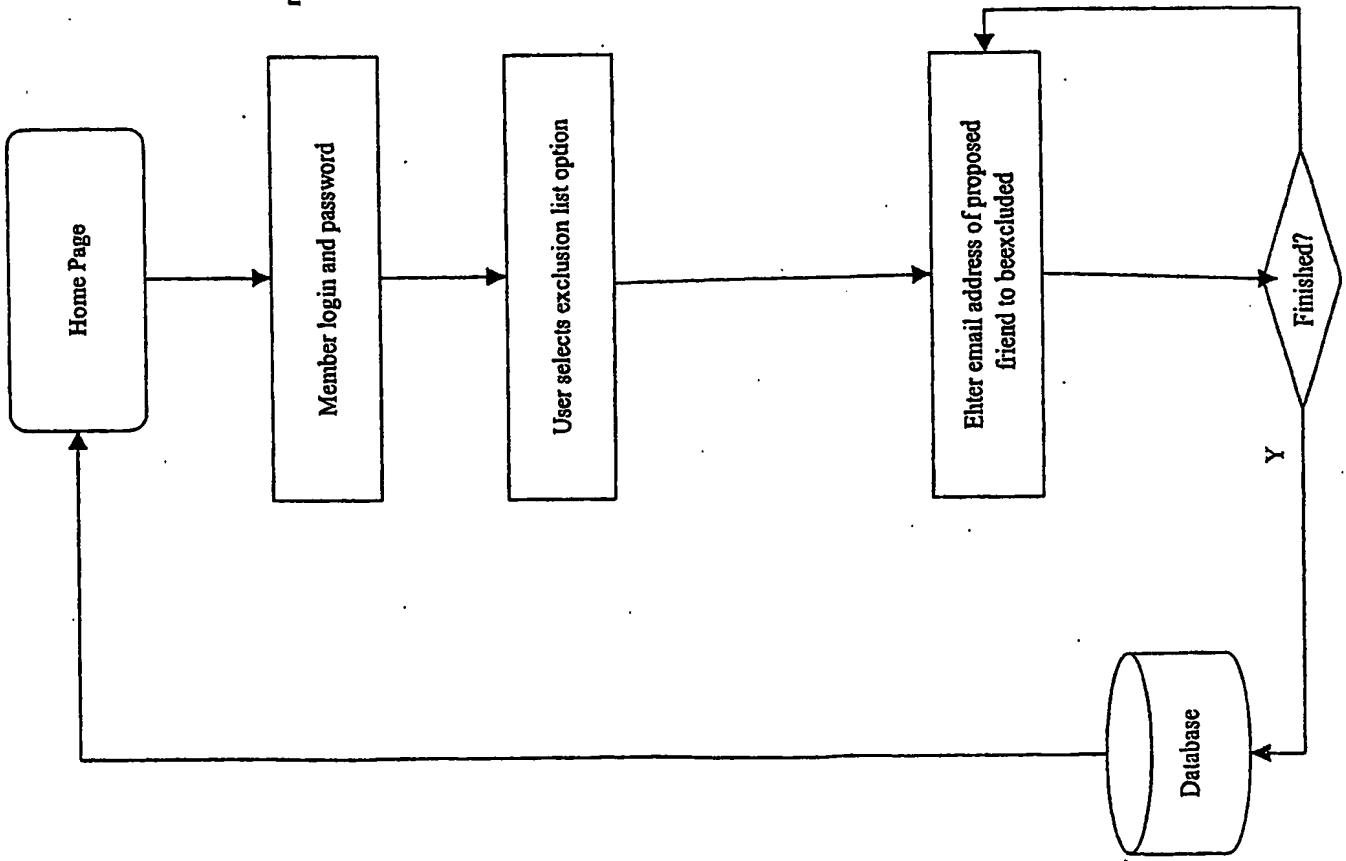 Home Page
Member login and password
User selects exclusion list option
Ehter email address of proposed
friend to beexcluded
Finished?
Y
Database